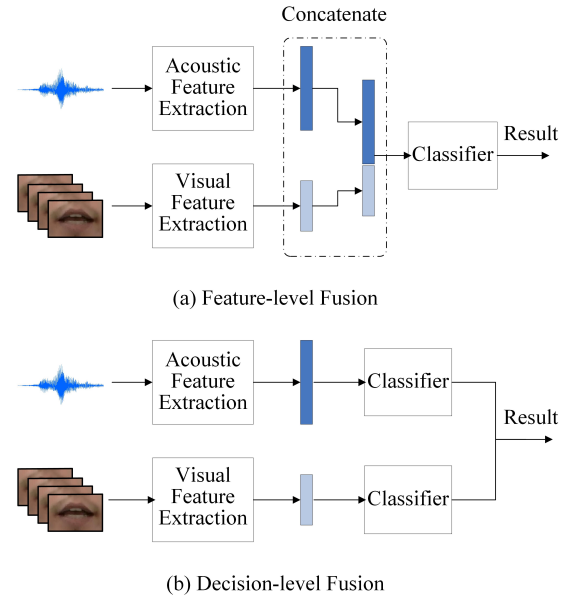 Concatenate
Acoustic
Feature
Extraction
Visual
Feature
Extraction
Classifier
Result
(a) Feature-level Fusion
Acoustic
Feature
Extraction
Classifier
Visual
Feature
Extraction
Classifier
Result
(b) Decision-level Fusion